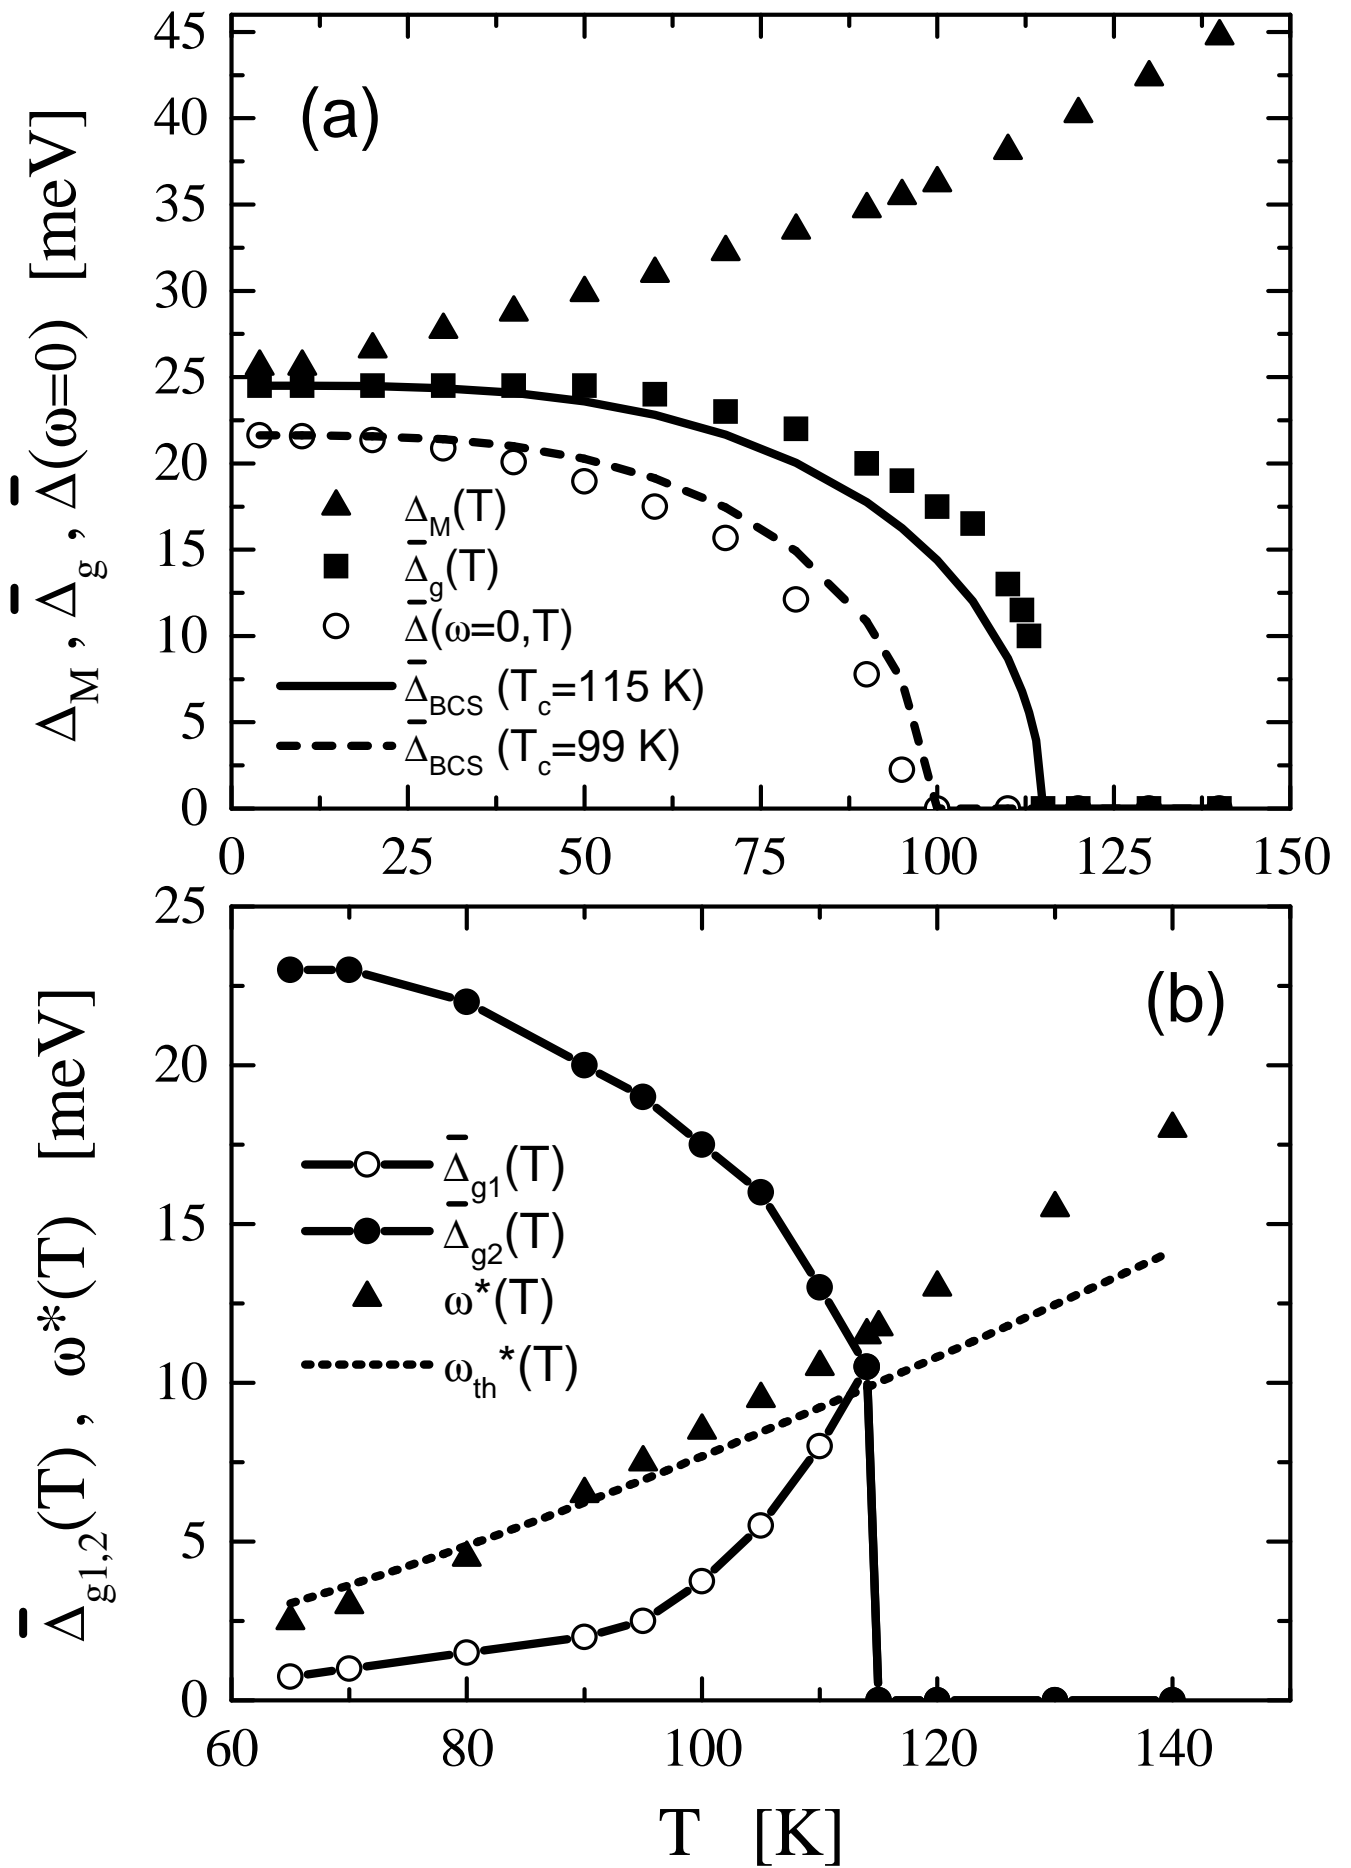 (a)
Δ_M , Δ̄_g , Δ̄(ω=0) [meV]
45
40
35
30
25
20
15
10
5
0
Δ_M(T)
Δ̄_g(T)
Δ̄(ω=0,T)
Δ̄_BCS (T_c=115 K)
Δ̄_BCS (T_c=99 K)
0 25 50 75 100 125 150
(b)
Δ̄_g1,2(T) , ω*(T) [meV]
25
20
15
10
5
0
Δ̄_g1(T)
Δ̄_g2(T)
ω*(T)
ω_th*(T)
60 80 100 120 140
T [K]